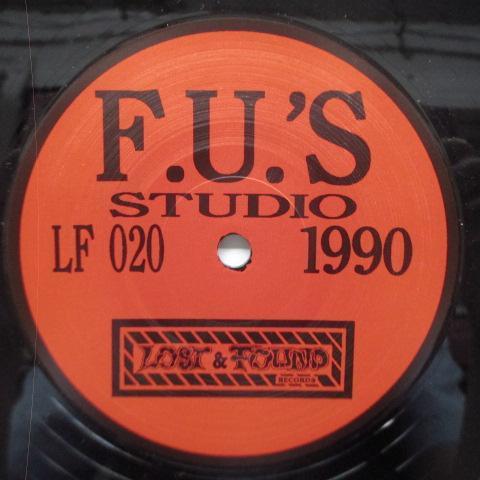 F.U.'S
STUDIO
LF 020 1990
LOST & FOUND
RECORDS